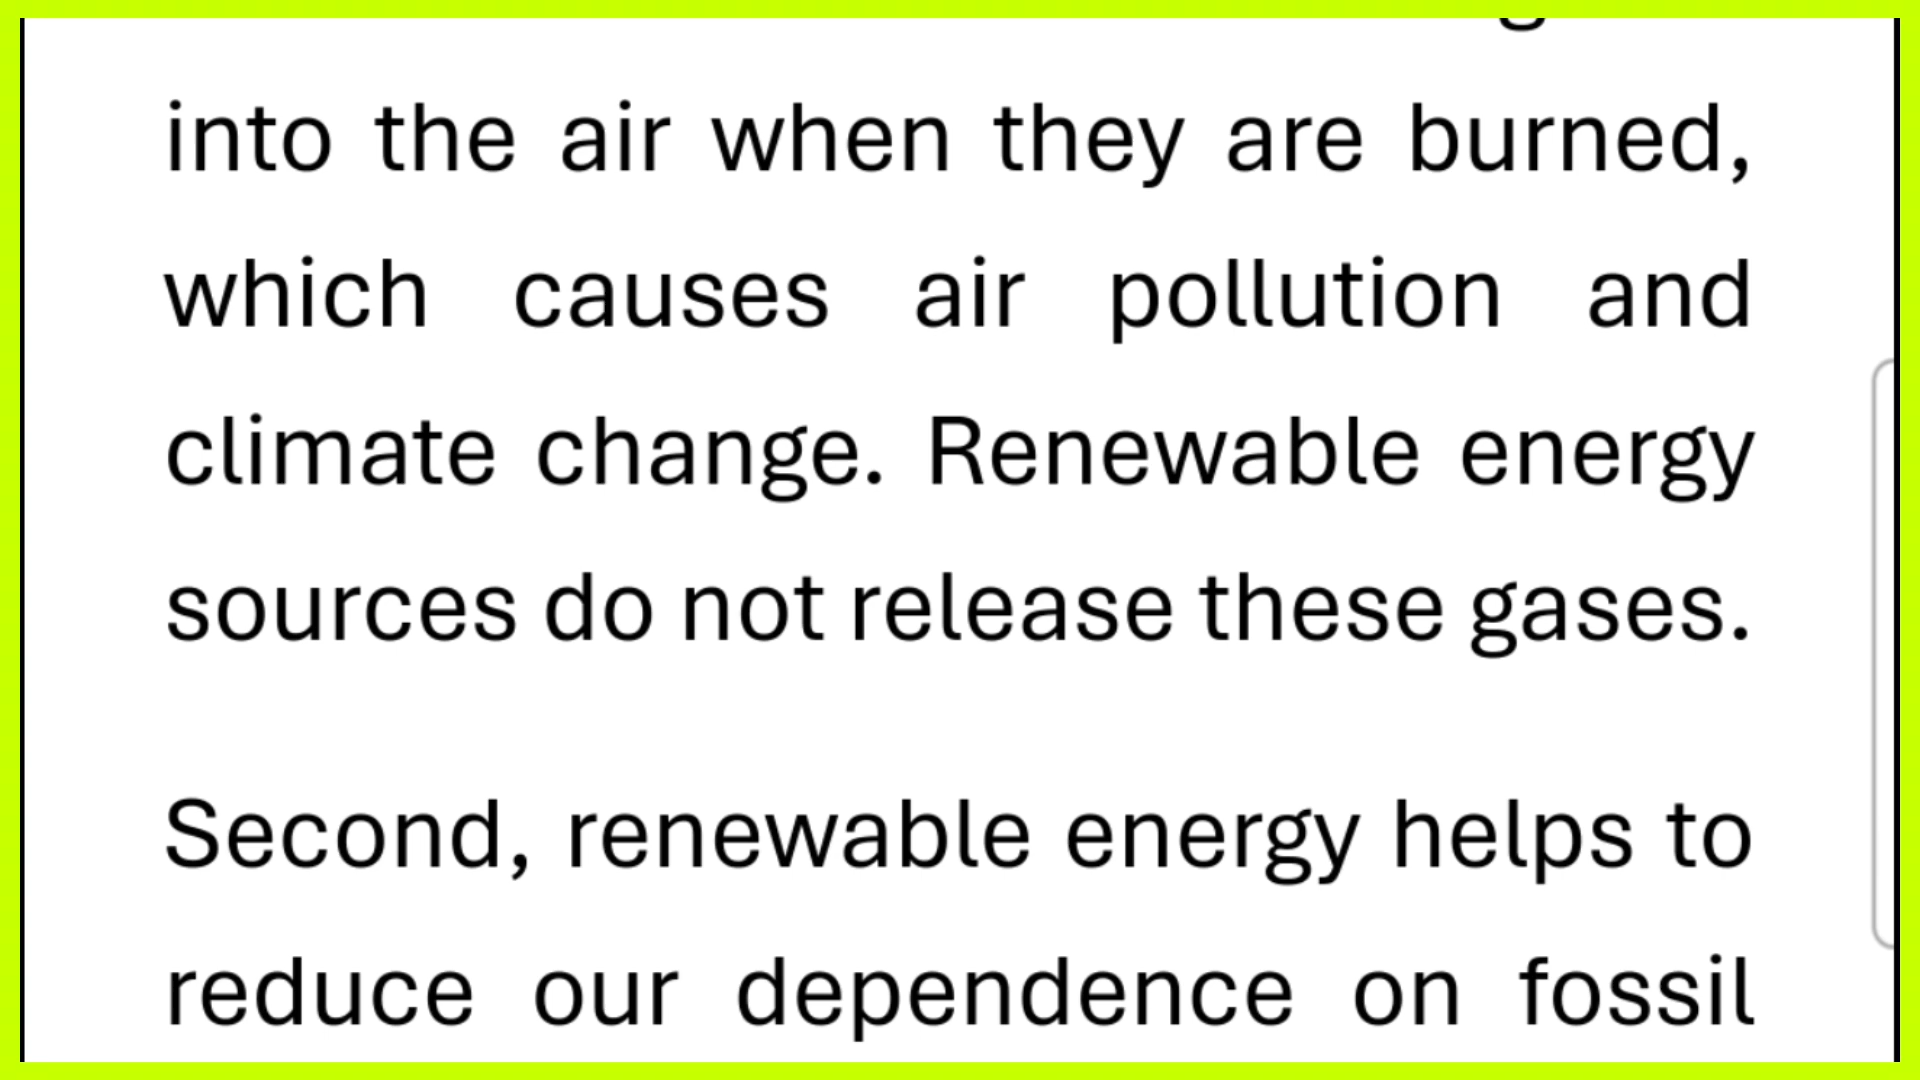 into the air when they are burned,
which causes air pollution and
climate change. Renewable energy
sources do not release these gases.
Second, renewable energy helps to
reduce our dependence on fossil